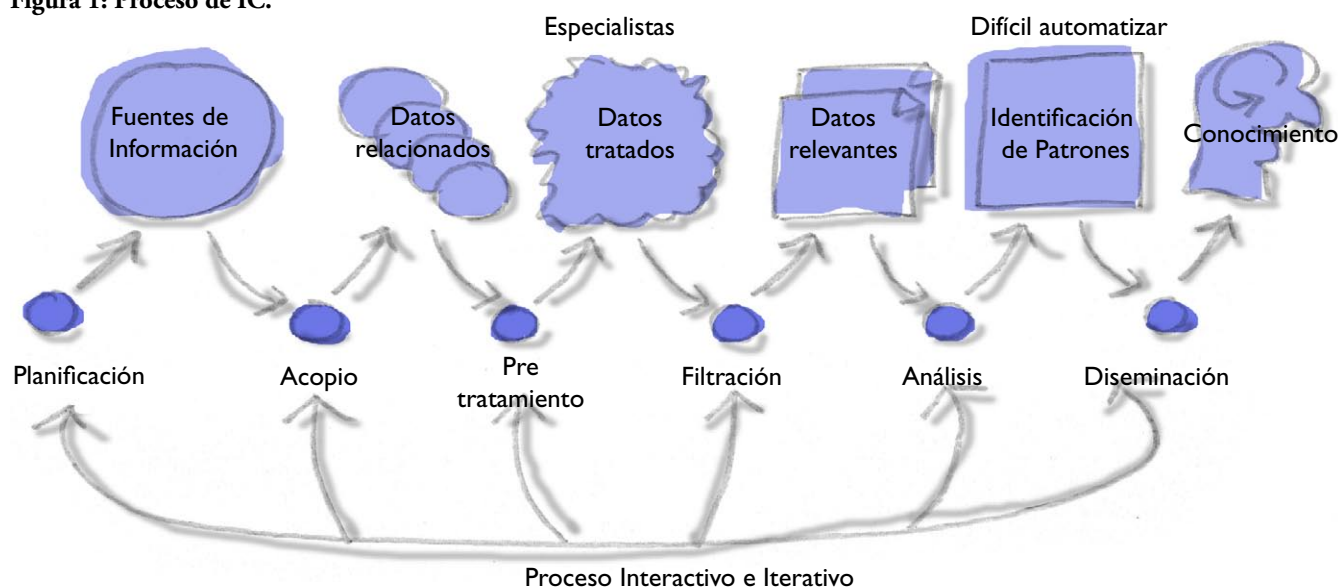 Figura 1: Proceso de IC.
Especialistas
Difícil automatizar
Fuentes de
Información
Datos
relacionados
Datos
tratados
Datos
relevantes
Identificación
de Patrones
Conocimiento
Planificación
Acopio
Pre
tratamiento
Filtración
Análisis
Diseminación
Proceso Interactivo e Iterativo